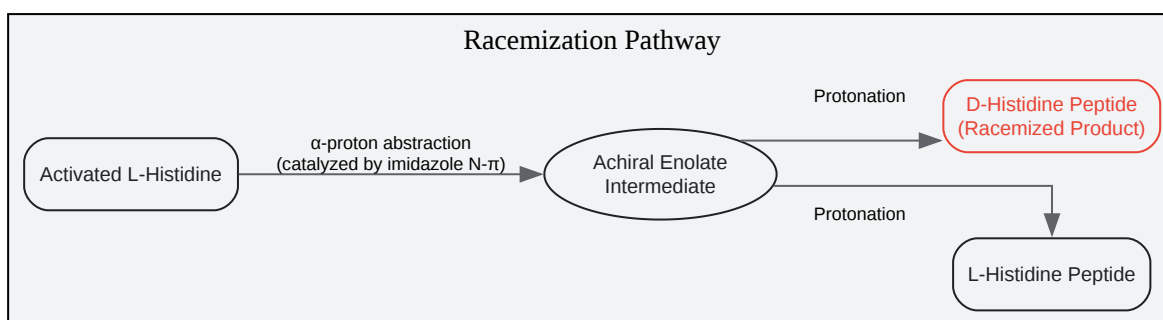 Racemization Pathway
Activated L-Histidine
α-proton abstraction
(catalyzed by imidazole N-π)
Achiral Enolate
Intermediate
Protonation
D-Histidine Peptide
(Racemized Product)
Protonation
L-Histidine Peptide